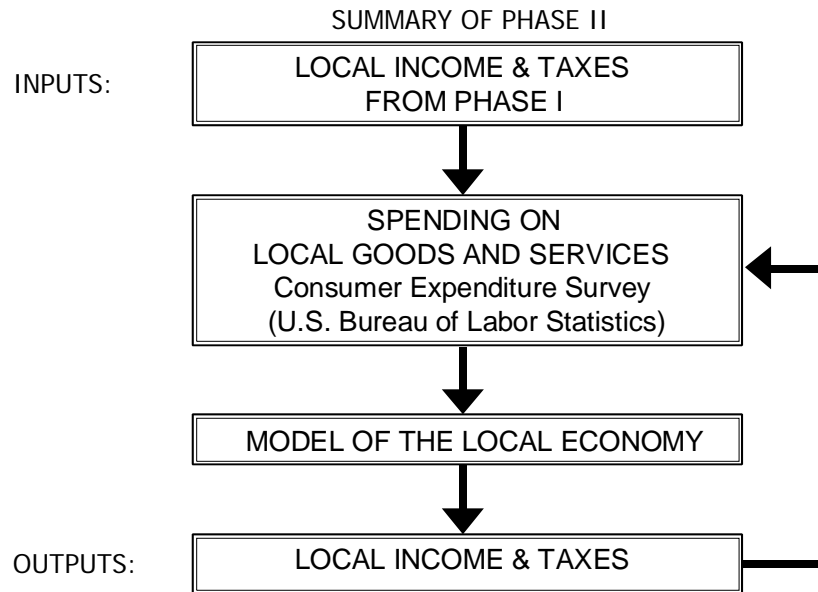 SUMMARY OF PHASE II
INPUTS:
LOCAL INCOME & TAXES
FROM PHASE I
SPENDING ON
LOCAL GOODS AND SERVICES
Consumer Expenditure Survey
(U.S. Bureau of Labor Statistics)
MODEL OF THE LOCAL ECONOMY
OUTPUTS:
LOCAL INCOME & TAXES